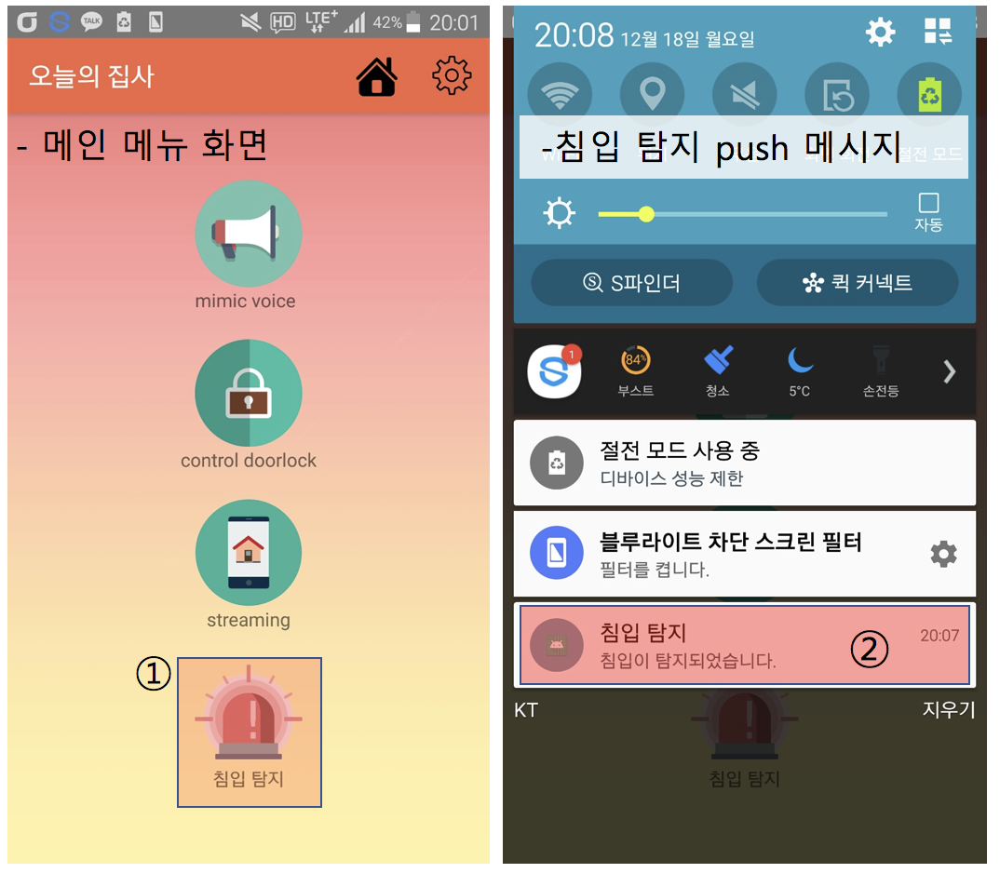 TALK HD LTE+ 42% 20:01
오늘의 집사
- 메인 메뉴 화면
mimic voice
control doorlock
streaming
①
침입 탐지
20:08 12월 18일 월요일
-침입 탐지 push 메시지
절전 모드
자동
S파인더
퀵 커넥트
1
84%
부스트
청소
5°C
손전등
절전 모드 사용 중
디바이스 성능 제한
블루라이트 차단 스크린 필터
필터를 켭니다.
침입 탐지
20:07
침입이 탐지되었습니다.
②
KT
지우기
침입 탐지